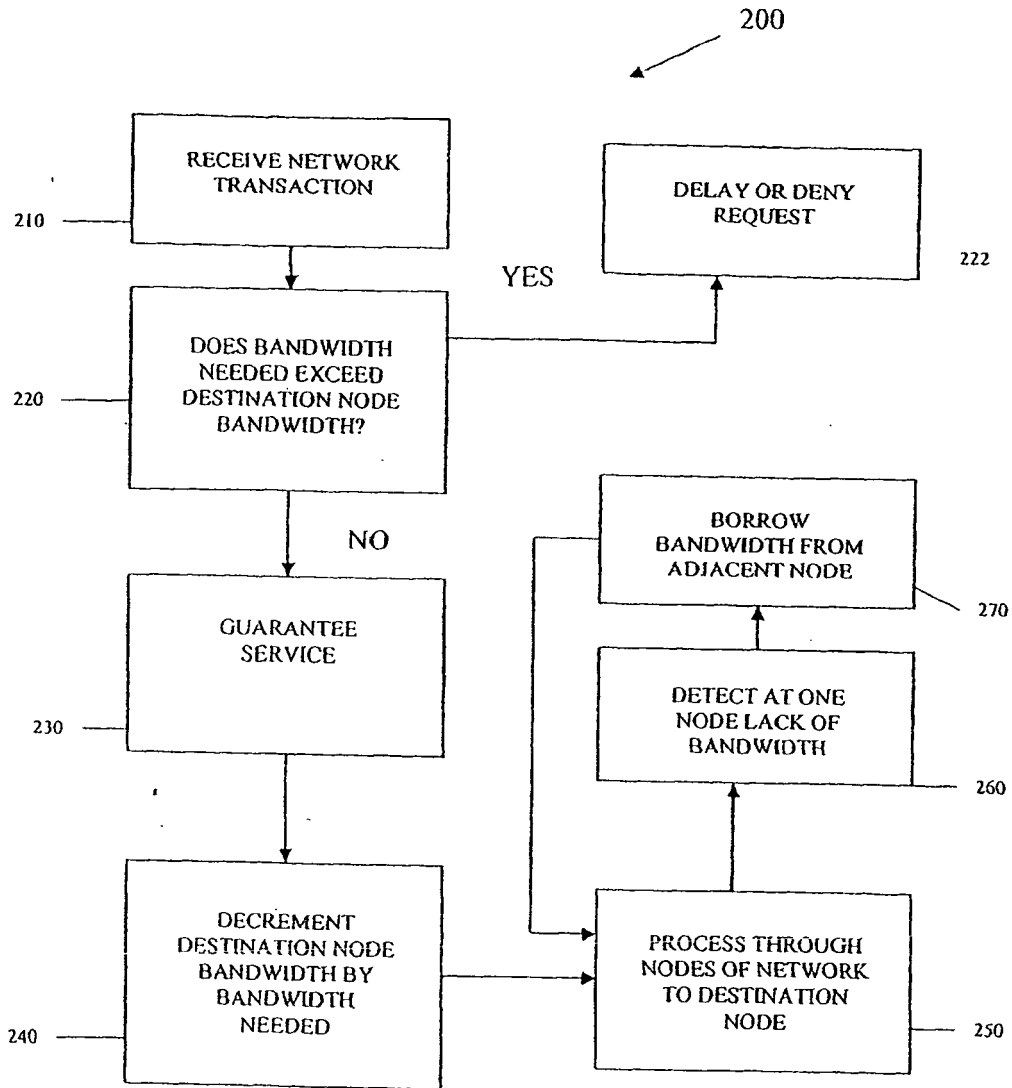 200
RECEIVE NETWORK
TRANSACTION
210
DELAY OR DENY
REQUEST
222
YES
DOES BANDWIDTH
NEEDED EXCEED
DESTINATION NODE
BANDWIDTH?
220
NO
BORROW
BANDWIDTH FROM
ADJACENT NODE
270
GUARANTEE
SERVICE
230
DETECT AT ONE
NODE LACK OF
BANDWIDTH
260
DECREMENT
DESTINATION NODE
BANDWIDTH BY
BANDWIDTH
NEEDED
240
PROCESS THROUGH
NODES OF NETWORK
TO DESTINATION
NODE
250